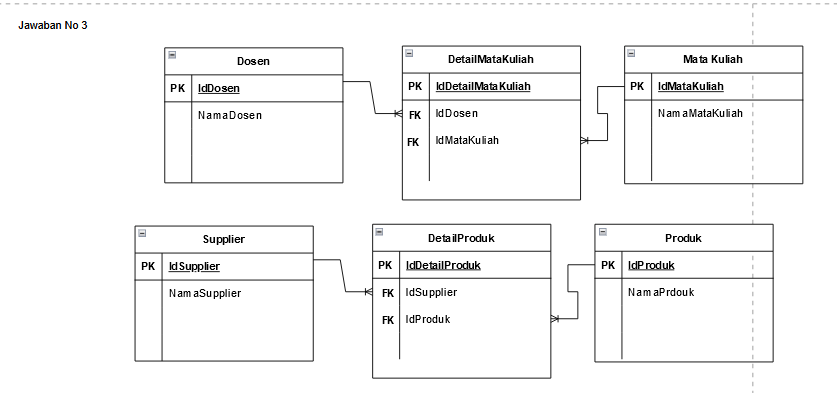 Jawaban No 3
Dosen
PK IdDosen
NamaDosen
DetailMataKuliah
PK IdDetailMataKuliah
FK IdDosen
FK IdMataKuliah
Mata Kuliah
PK IdMataKuliah
NamaMataKuliah
Supplier
PK IdSupplier
NamaSupplier
DetailProduk
PK IdDetailProduk
FK IdSupplier
FK IdProduk
Produk
PK IdProduk
NamaPrdouk